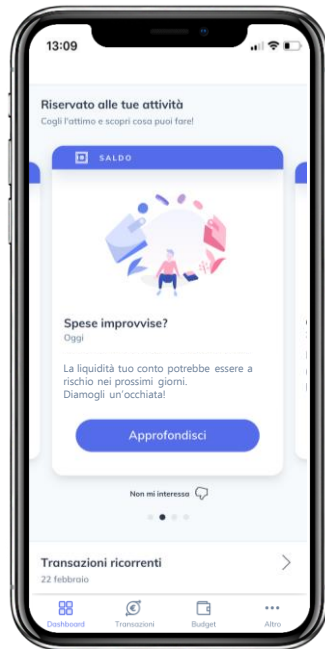 13:09
Riservato alle tue attività
Cogli l'attimo e scopri cosa puoi fare!
SALDO
Spese improvvise?
Oggi
La liquidità tuo conto potrebbe essere a
rischio nei prossimi giorni.
Diamogli un'occhiata!
Approfondisci
Non mi interessa
Transazioni ricorrenti
22 febbraio
Dashboard Transazioni Budget Altro